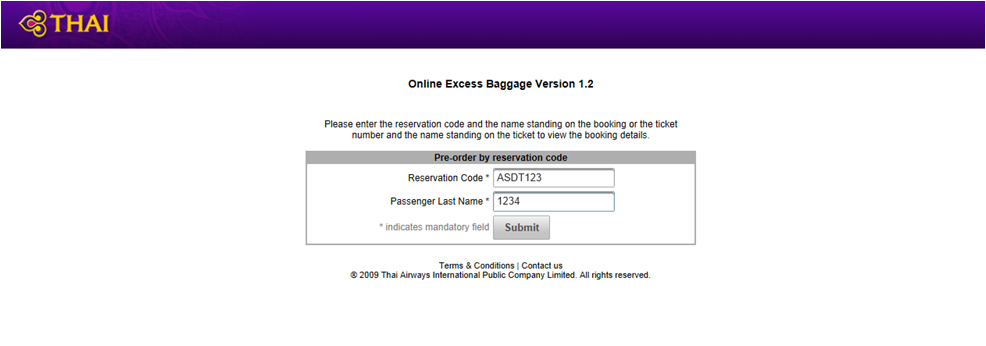 THAI
Online Excess Baggage Version 1.2
Please enter the reservation code and the name standing on the booking or the ticket
number and the name standing on the ticket to view the booking details.
Pre-order by reservation code
Reservation Code * ASDT123
Passenger Last Name * 1234
* indicates mandatory field Submit
Terms & Conditions | Contact us
® 2009 Thai Airways International Public Company Limited. All rights reserved.